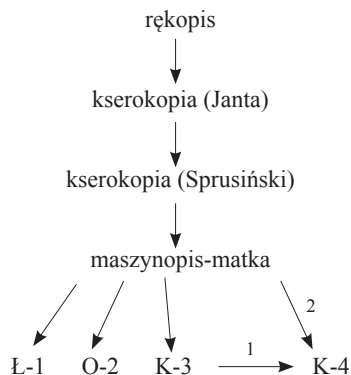 rękopis
kserokopia (Janta)
kserokopia (Sprusiński)
maszynopis-matka
2
1
Ł-1 O-2 K-3 K-4